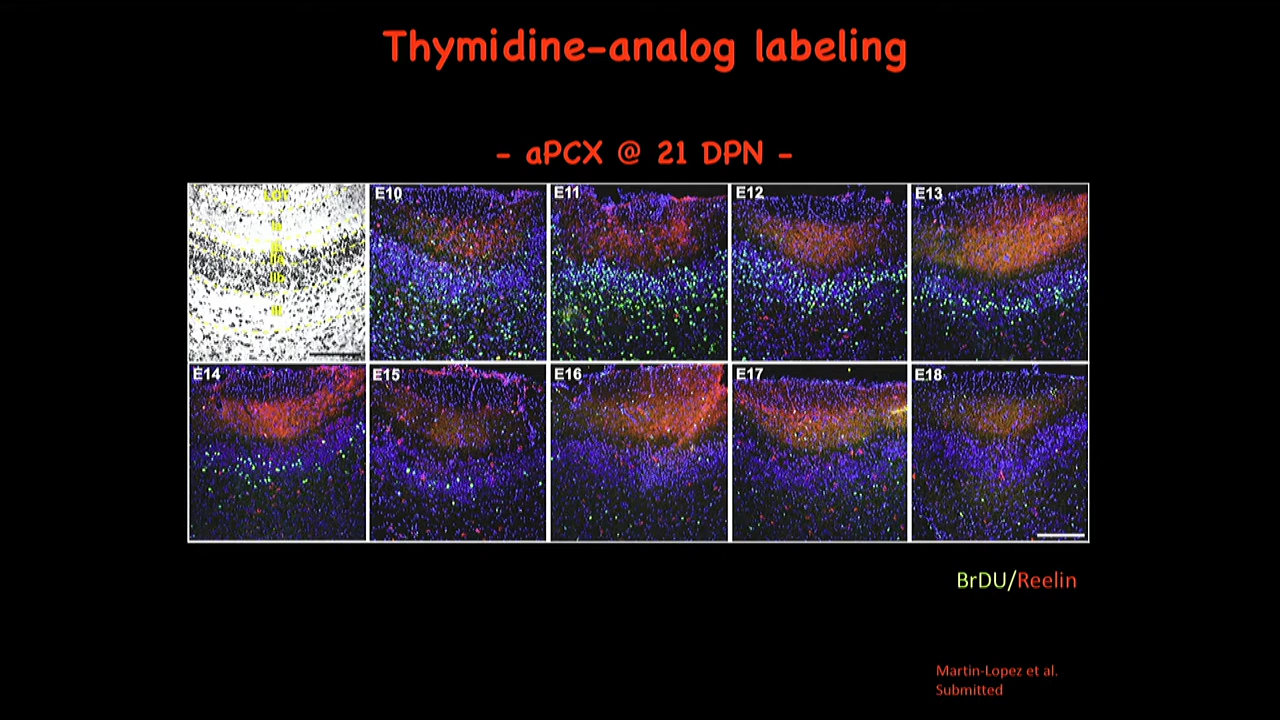 Thymidine-analog labeling
- aPCX @ 21 DPN -
E10
E11
E12
E13
E14
E15
E16
E17
E18
BrDU/Reelin
Martin-Lopez et al.
Submitted